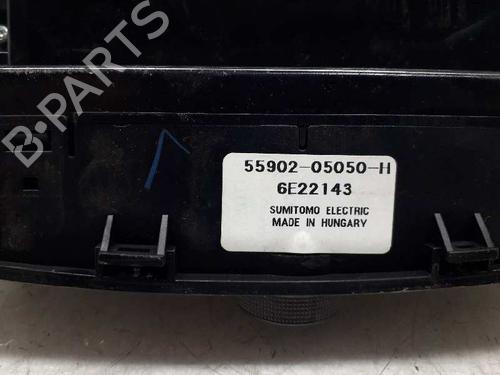 B-PARTS
55902-05050-H
6E22143
SUMITOMO ELECTRIC
MADE IN HUNGARY